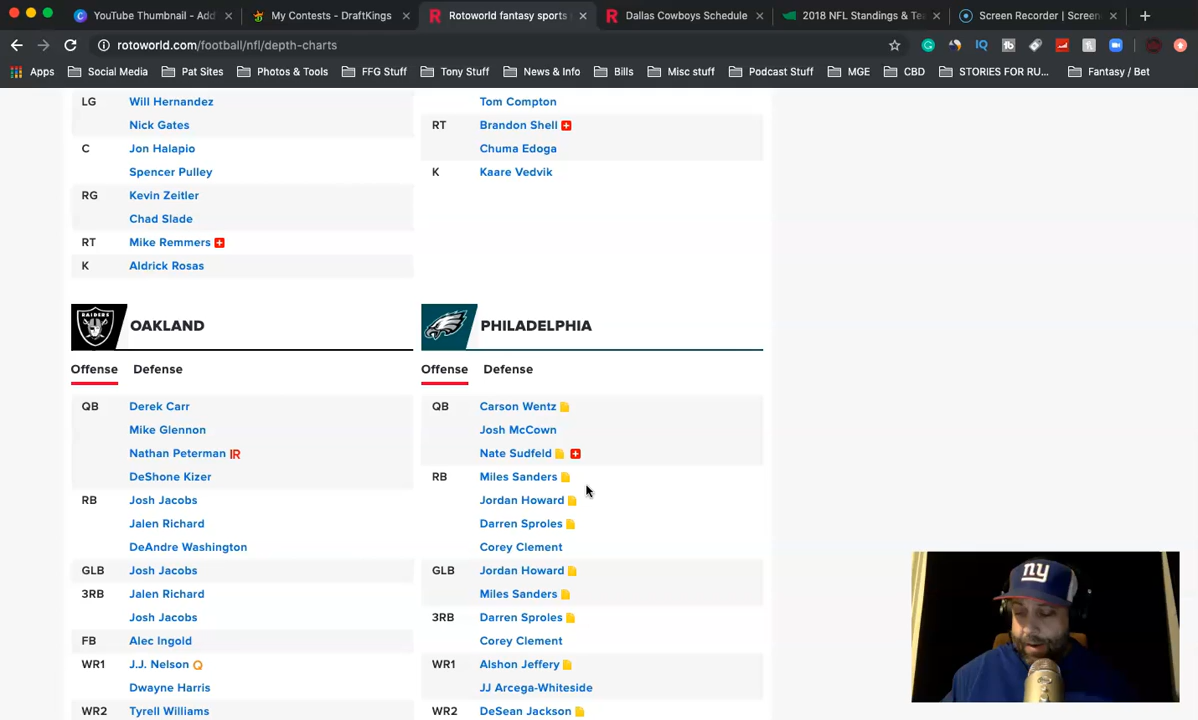 YouTube Thumbnail - Add
My Contests - DraftKings
Rotoworld fantasy sports
Dallas Cowboys Schedule
2018 NFL Standings & Te
Screen Recorder | Screen
rotoworld.com/football/nfl/depth-charts
Apps
Social Media
Pat Sites
Photos & Tools
FFG Stuff
Tony Stuff
News & Info
Bills
Misc stuff
Podcast Stuff
MGE
CBD
STORIES FOR RU...
Fantasy / Bet
LG Will Hernandez
Nick Gates
C Jon Halapio
Spencer Pulley
RG Kevin Zeitler
Chad Slade
RT Mike Remmers
K Aldrick Rosas
Tom Compton
RT Brandon Shell
Chuma Edoga
K Kaare Vedvik
RAIDERS
OAKLAND
Offense Defense
QB Derek Carr
Mike Glennon
Nathan Peterman IR
DeShone Kizer
RB Josh Jacobs
Jalen Richard
DeAndre Washington
GLB Josh Jacobs
3RB Jalen Richard
Josh Jacobs
FB Alec Ingold
WR1 J.J. Nelson Q
Dwayne Harris
WR2 Tyrell Williams
PHILADELPHIA
Offense Defense
QB Carson Wentz
Josh McCown
Nate Sudfeld
RB Miles Sanders
Jordan Howard
Darren Sproles
Corey Clement
GLB Jordan Howard
Miles Sanders
3RB Darren Sproles
Corey Clement
WR1 Alshon Jeffery
JJ Arcega-Whiteside
WR2 DeSean Jackson
ny